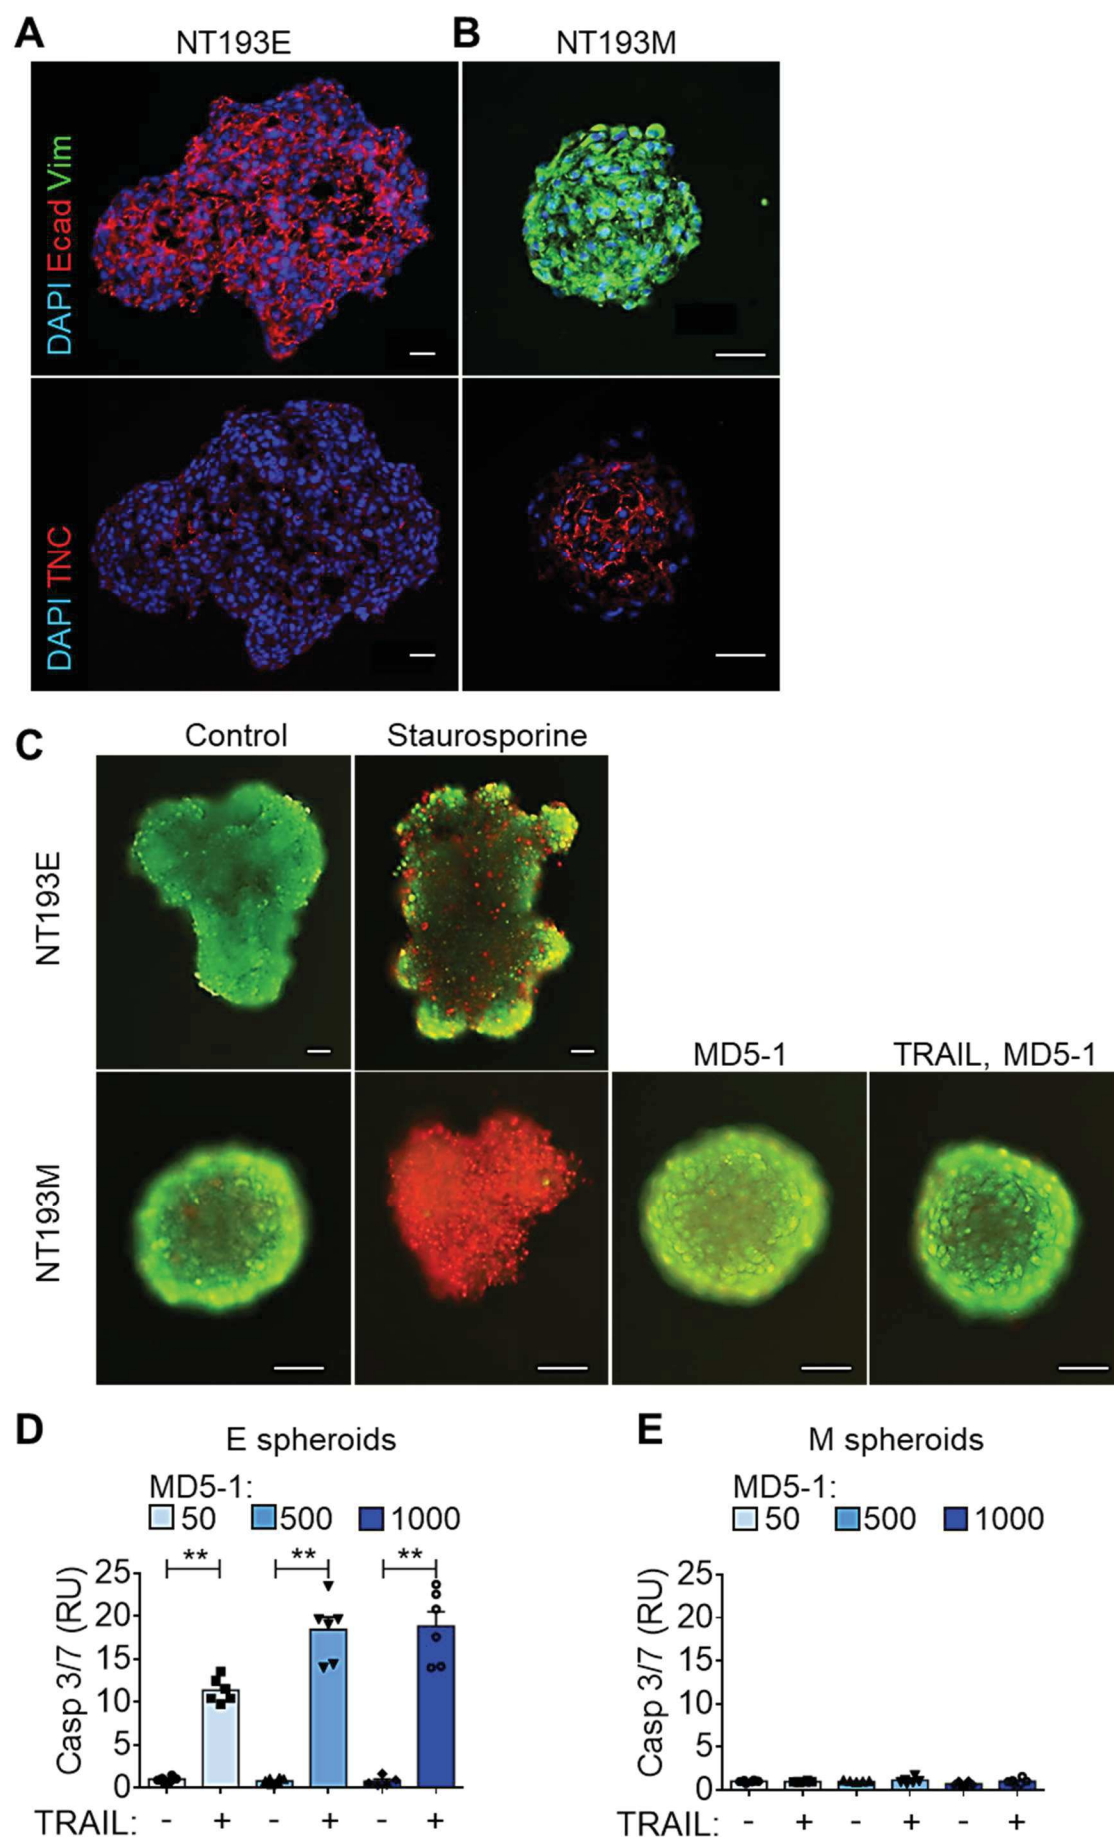 A
NT193E
B
NT193M
DAPI Ecad Vim
DAPI TNC
C
Control
Staurosporine
NT193E
MD5-1
TRAIL, MD5-1
NT193M
D
E spheroids
MD5-1:
50
500
1000
**
**
**
Casp 3/7 (RU)
25
20
15
10
5
0
TRAIL: - + - + - +
E
M spheroids
MD5-1:
50
500
1000
Casp 3/7 (RU)
25
20
15
10
5
0
TRAIL: - + - + - +